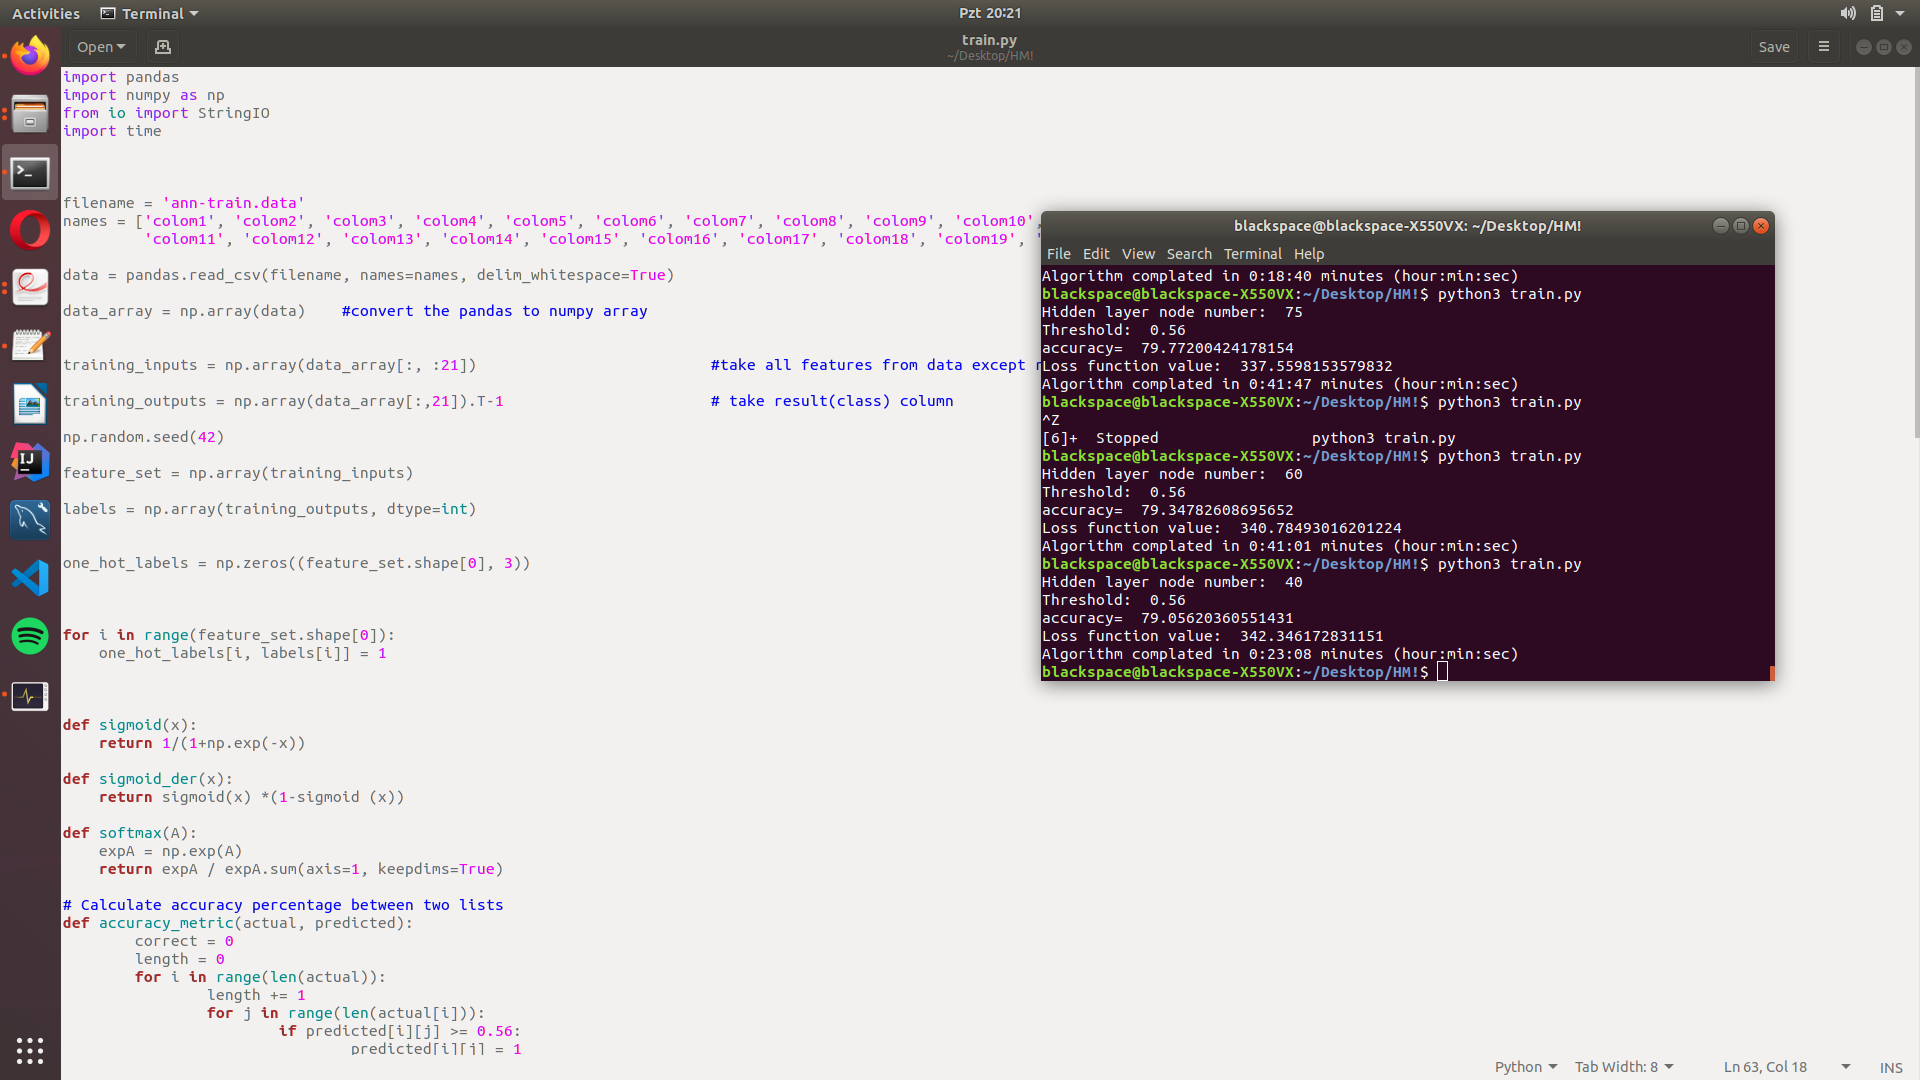 Activities
Terminal
Pzt 20:21
Open
train.py
~/Desktop/HM!
Save
import pandas
import numpy as np
from io import StringIO
import time
filename = 'ann-train.data'
names = ['colom1', 'colom2', 'colom3', 'colom4', 'colom5', 'colom6', 'colom7', 'colom8', 'colom9', 'colom10',
'colom11', 'colom12', 'colom13', 'colom14', 'colom15', 'colom16', 'colom17', 'colom18', 'colom19', '
data = pandas.read_csv(filename, names=names, delim_whitespace=True)
data_array = np.array(data)    #convert the pandas to numpy array
training_inputs = np.array(data_array[:, :21])    #take all features from data except
training_outputs = np.array(data_array[:,21]).T-1    # take result(class) column
np.random.seed(42)
feature_set = np.array(training_inputs)
labels = np.array(training_outputs, dtype=int)
one_hot_labels = np.zeros((feature_set.shape[0], 3))
for i in range(feature_set.shape[0]):
    one_hot_labels[i, labels[i]] = 1
def sigmoid(x):
    return 1/(1+np.exp(-x))
def sigmoid_der(x):
    return sigmoid(x) *(1-sigmoid (x))
def softmax(A):
    expA = np.exp(A)
    return expA / expA.sum(axis=1, keepdims=True)
# Calculate accuracy percentage between two lists
def accuracy_metric(actual, predicted):
        correct = 0
        length = 0
        for i in range(len(actual)):
                length += 1
                for j in range(len(actual[i])):
                        if predicted[i][j] >= 0.56:
                                predicted[i][j] = 1
blackspace@blackspace-X550VX: ~/Desktop/HM!
File Edit View Search Terminal Help
Algorithm complated in 0:18:40 minutes (hour:min:sec)
blackspace@blackspace-X550VX:~/Desktop/HM!$ python3 train.py
Hidden layer node number:  75
Threshold:  0.56
accuracy=  79.77200424178154
Loss function value:  337.5598153579832
Algorithm complated in 0:41:47 minutes (hour:min:sec)
blackspace@blackspace-X550VX:~/Desktop/HM!$ python3 train.py
^Z
[6]+  Stopped                 python3 train.py
blackspace@blackspace-X550VX:~/Desktop/HM!$ python3 train.py
Hidden layer node number:  60
Threshold:  0.56
accuracy=  79.34782608695652
Loss function value:  340.78493016201224
Algorithm complated in 0:41:01 minutes (hour:min:sec)
blackspace@blackspace-X550VX:~/Desktop/HM!$ python3 train.py
Hidden layer node number:  40
Threshold:  0.56
accuracy=  79.05620360551431
Loss function value:  342.346172831151
Algorithm complated in 0:23:08 minutes (hour:min:sec)
blackspace@blackspace-X550VX:~/Desktop/HM!$
Python
Tab Width: 8
Ln 63, Col 18
INS